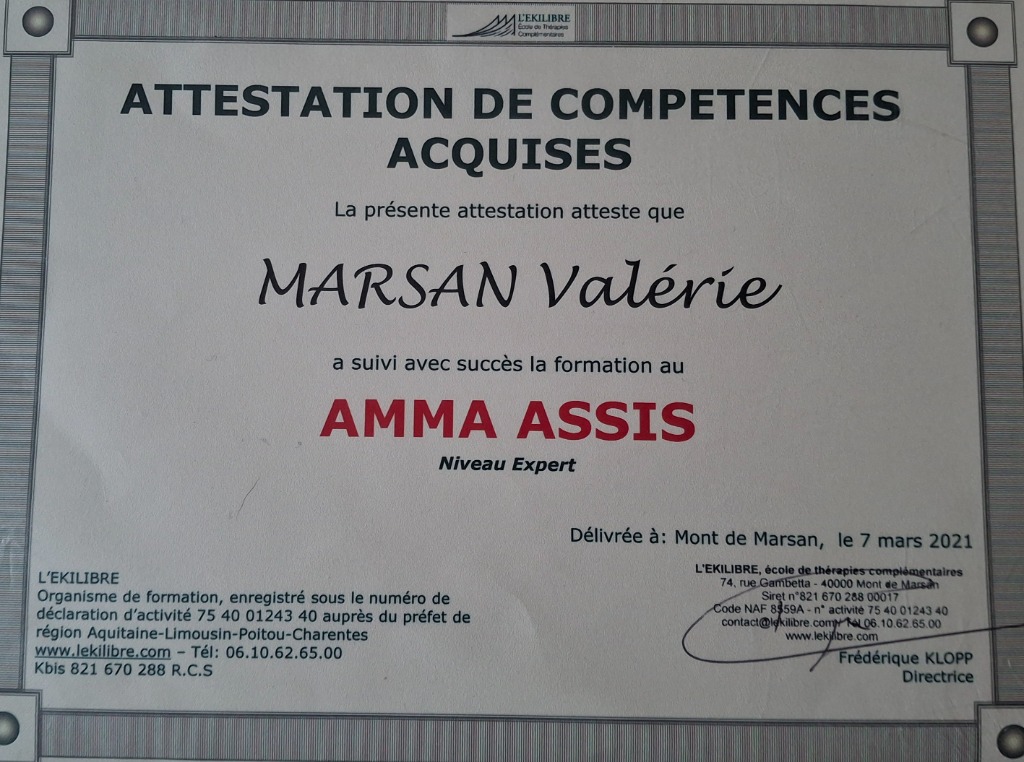 L'EKILIBRE
École de Thérapies
Complémentaires
ATTESTATION DE COMPETENCES
ACQUISES
La présente attestation atteste que
MARSAN Valérie
a suivi avec succès la formation au
AMMA ASSIS
Niveau Expert
Délivrée à: Mont de Marsan, le 7 mars 2021
L'EKILIBRE
Organisme de formation, enregistré sous le numéro de
déclaration d'activité 75 40 01243 40 auprès du préfet de
région Aquitaine-Limousin-Poitou-Charentes
www.lekilibre.com – Tél: 06.10.62.65.00
Kbis 821 670 288 R.C.S
L'EKILIBRE, école de thérapies complémentaires
74, rue Gambetta - 40000 Mont de Marsan
Siret n°821 670 288 00017
Code NAF 8559A - n° activité 75 40 01243 40
contact@lekilibre.com Tél 06.10.62.65.00
www.lekilibre.com
Frédérique KLOPP
Directrice